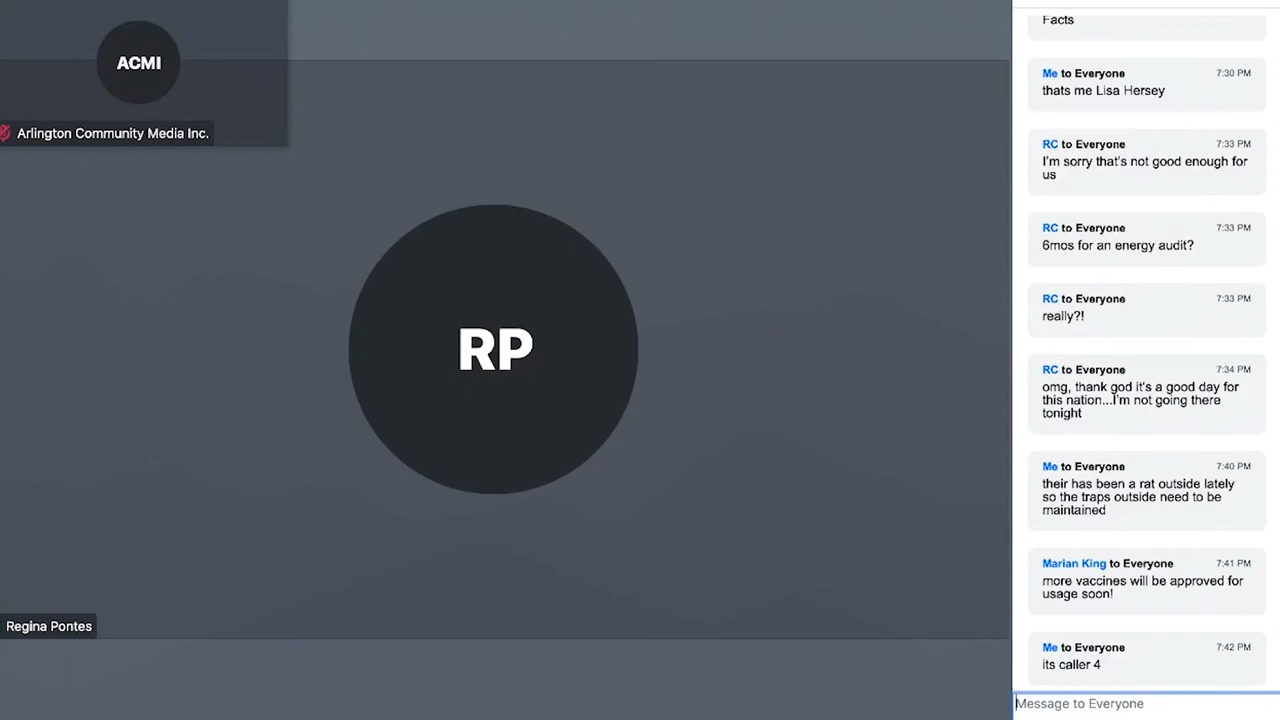 ACMI
Arlington Community Media Inc.
RP
Regina Pontes
Facts
Me to Everyone 7:30 PM
thats me Lisa Hersey
RC to Everyone 7:33 PM
I'm sorry that's not good enough for
us
RC to Everyone 7:33 PM
6mos for an energy audit?
RC to Everyone 7:33 PM
really?!
RC to Everyone 7:34 PM
omg, thank god it's a good day for
this nation...I'm not going there
tonight
Me to Everyone 7:40 PM
their has been a rat outside lately
so the traps outside need to be
maintained
Marian King to Everyone 7:41 PM
more vaccines will be approved for
usage soon!
Me to Everyone 7:42 PM
its caller 4
Message to Everyone